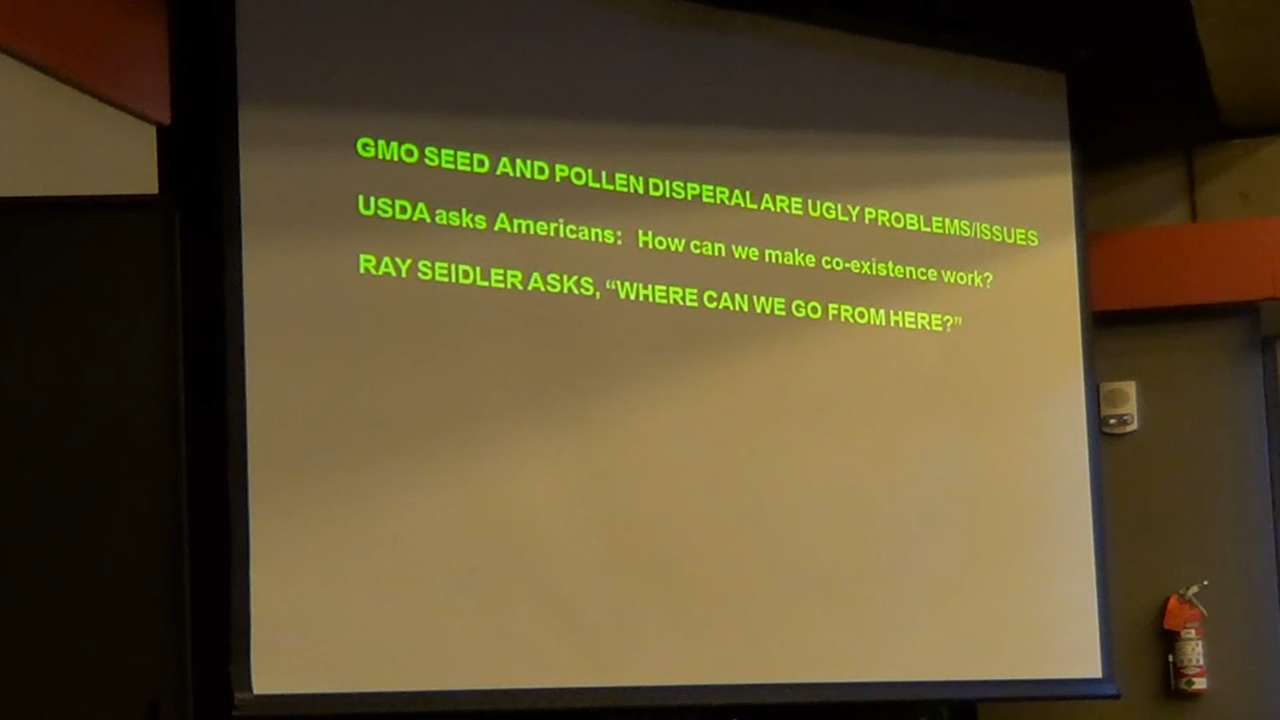 GMO SEED AND POLLEN DISPERAL ARE UGLY PROBLEMS/ISSUES
USDA asks Americans: How can we make co-existence work?
RAY SEIDLER ASKS, “WHERE CAN WE GO FROM HERE?”